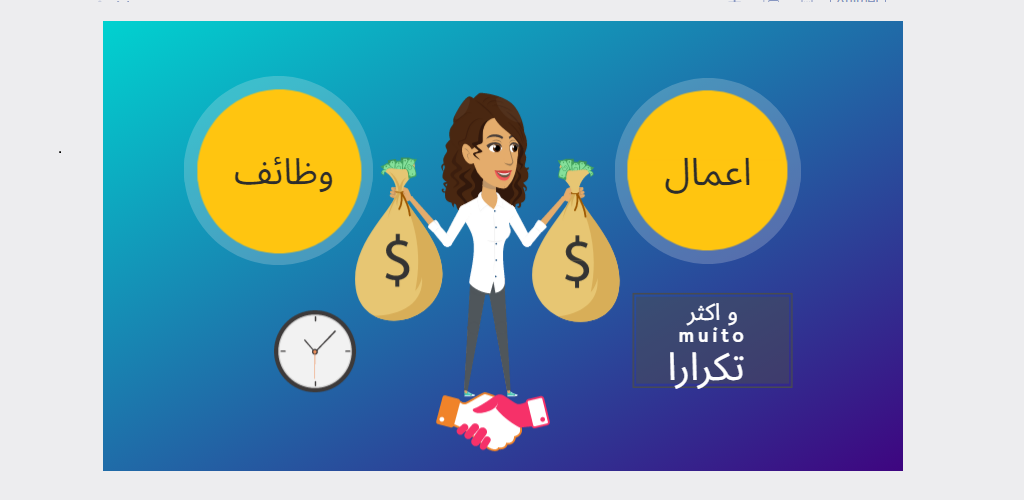 اعمال
وظائف
$
$
و اكثر
muito
تكرارا